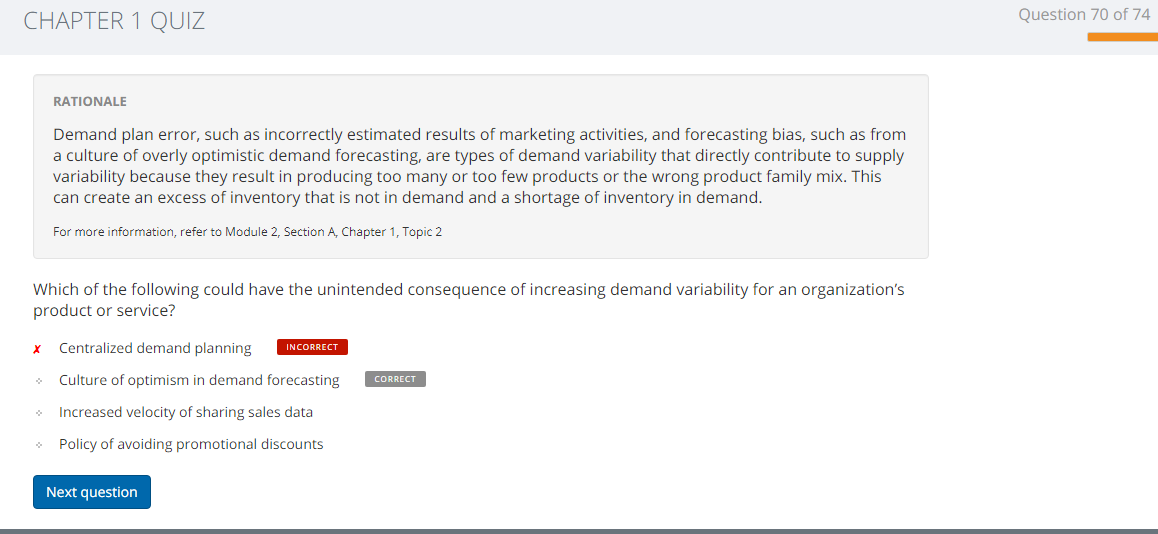 CHAPTER 1 QUIZ
Question 70 of 74
RATIONALE
Demand plan error, such as incorrectly estimated results of marketing activities, and forecasting bias, such as from
a culture of overly optimistic demand forecasting, are types of demand variability that directly contribute to supply
variability because they result in producing too many or too few products or the wrong product family mix. This
can create an excess of inventory that is not in demand and a shortage of inventory in demand.
For more information, refer to Module 2, Section A, Chapter 1, Topic 2
Which of the following could have the unintended consequence of increasing demand variability for an organization’s
product or service?
✗ Centralized demand planning INCORRECT
Culture of optimism in demand forecasting CORRECT
Increased velocity of sharing sales data
Policy of avoiding promotional discounts
Next question